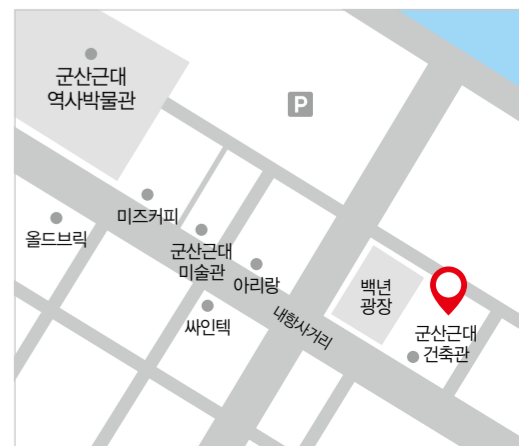 군산근대
역사박물관
P
미즈커피
올드브릭
군산근대
미술관
아리랑
싸인텍
내항사거리
백년
광장
군산근대
건축관